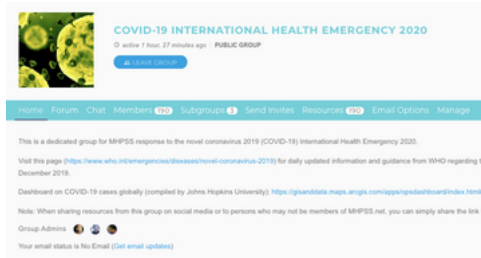 COVID-19 INTERNATIONAL HEALTH EMERGENCY 2020
active 1 hour, 27 minutes ago PUBLIC GROUP
LEAVE GROUP
Home Forum Chat Members 190 Subgroups 3 Send Invites Resources 190 Email Options Manage
This is a dedicated group for MHPSS response to the novel coronavirus 2019 (COVID-19) International Health Emergency 2020.
Visit this page (https://www.who.int/emergencies/diseases/novel-coronavirus-2019) for daily updated information and guidance from WHO regarding t
December 2019.
Dashboard on COVID-19 cases globally (compiled by Johns Hopkins University): https://gisanddata.maps.arcgis.com/apps/opsdashboard/index.html
Note: When sharing resources from this group on social media or to persons who may not be members of MHPSS.net, you can simply share the link
Group Admins
Your email status is No Email (Get email updates)